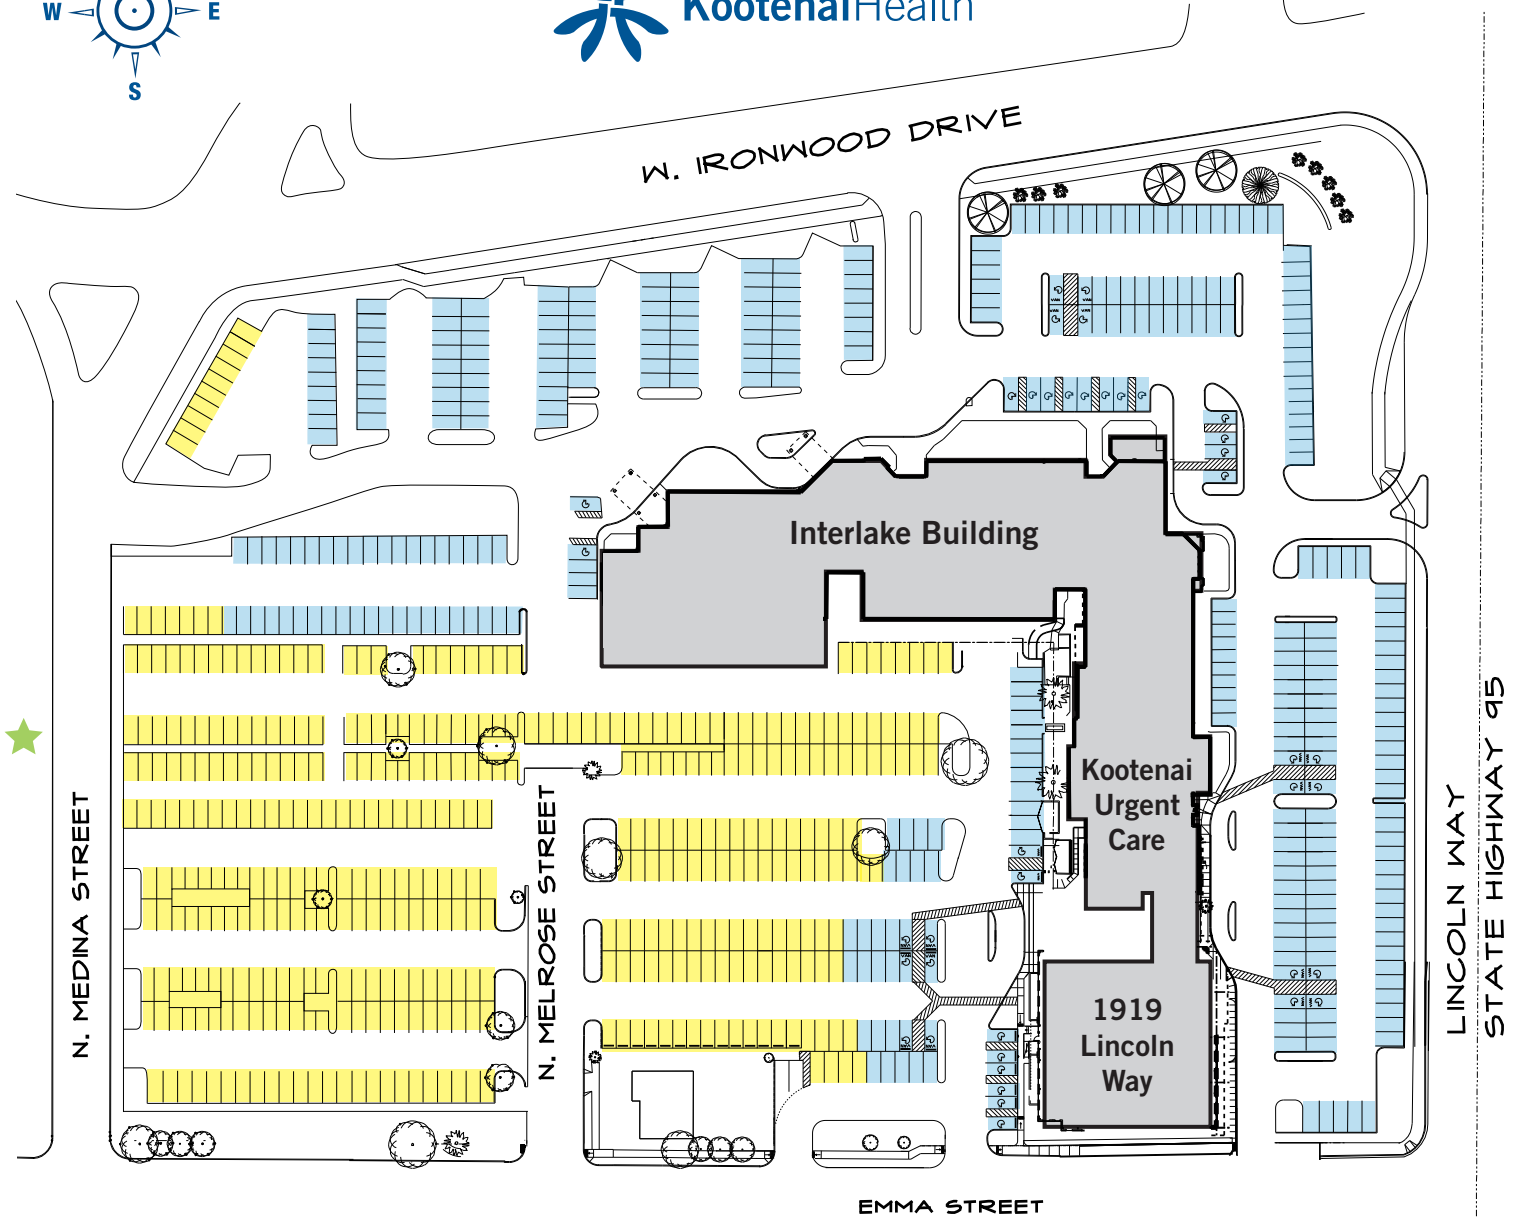 W E
S
KootenaiHealth
W. IRONWOOD DRIVE
Interlake Building
Kootenai
Urgent
Care
1919
Lincoln
Way
N. MEDINA STREET
N. MELROSE STREET
LINCOLN WAY
STATE HIGHWAY 95
EMMA STREET